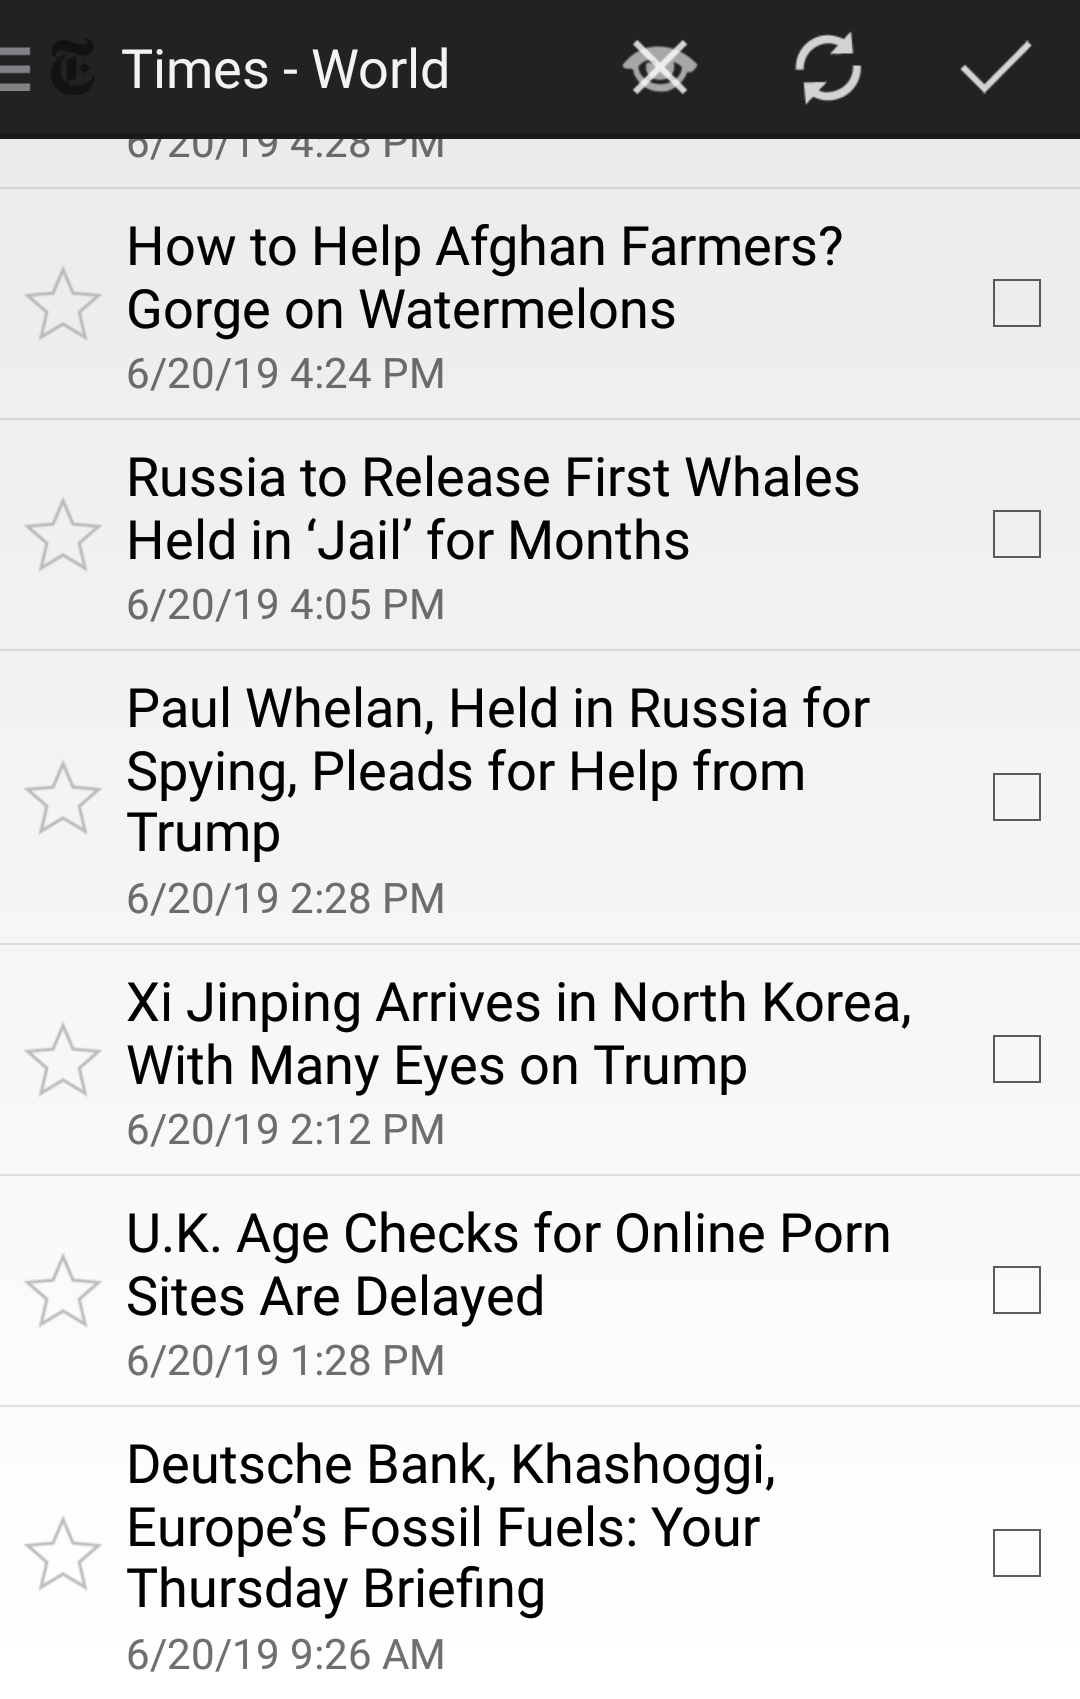 Times - World
6/20/19 4:28 PM
How to Help Afghan Farmers?
Gorge on Watermelons
6/20/19 4:24 PM
Russia to Release First Whales
Held in ‘Jail’ for Months
6/20/19 4:05 PM
Paul Whelan, Held in Russia for
Spying, Pleads for Help from
Trump
6/20/19 2:28 PM
Xi Jinping Arrives in North Korea,
With Many Eyes on Trump
6/20/19 2:12 PM
U.K. Age Checks for Online Porn
Sites Are Delayed
6/20/19 1:28 PM
Deutsche Bank, Khashoggi,
Europe’s Fossil Fuels: Your
Thursday Briefing
6/20/19 9:26 AM